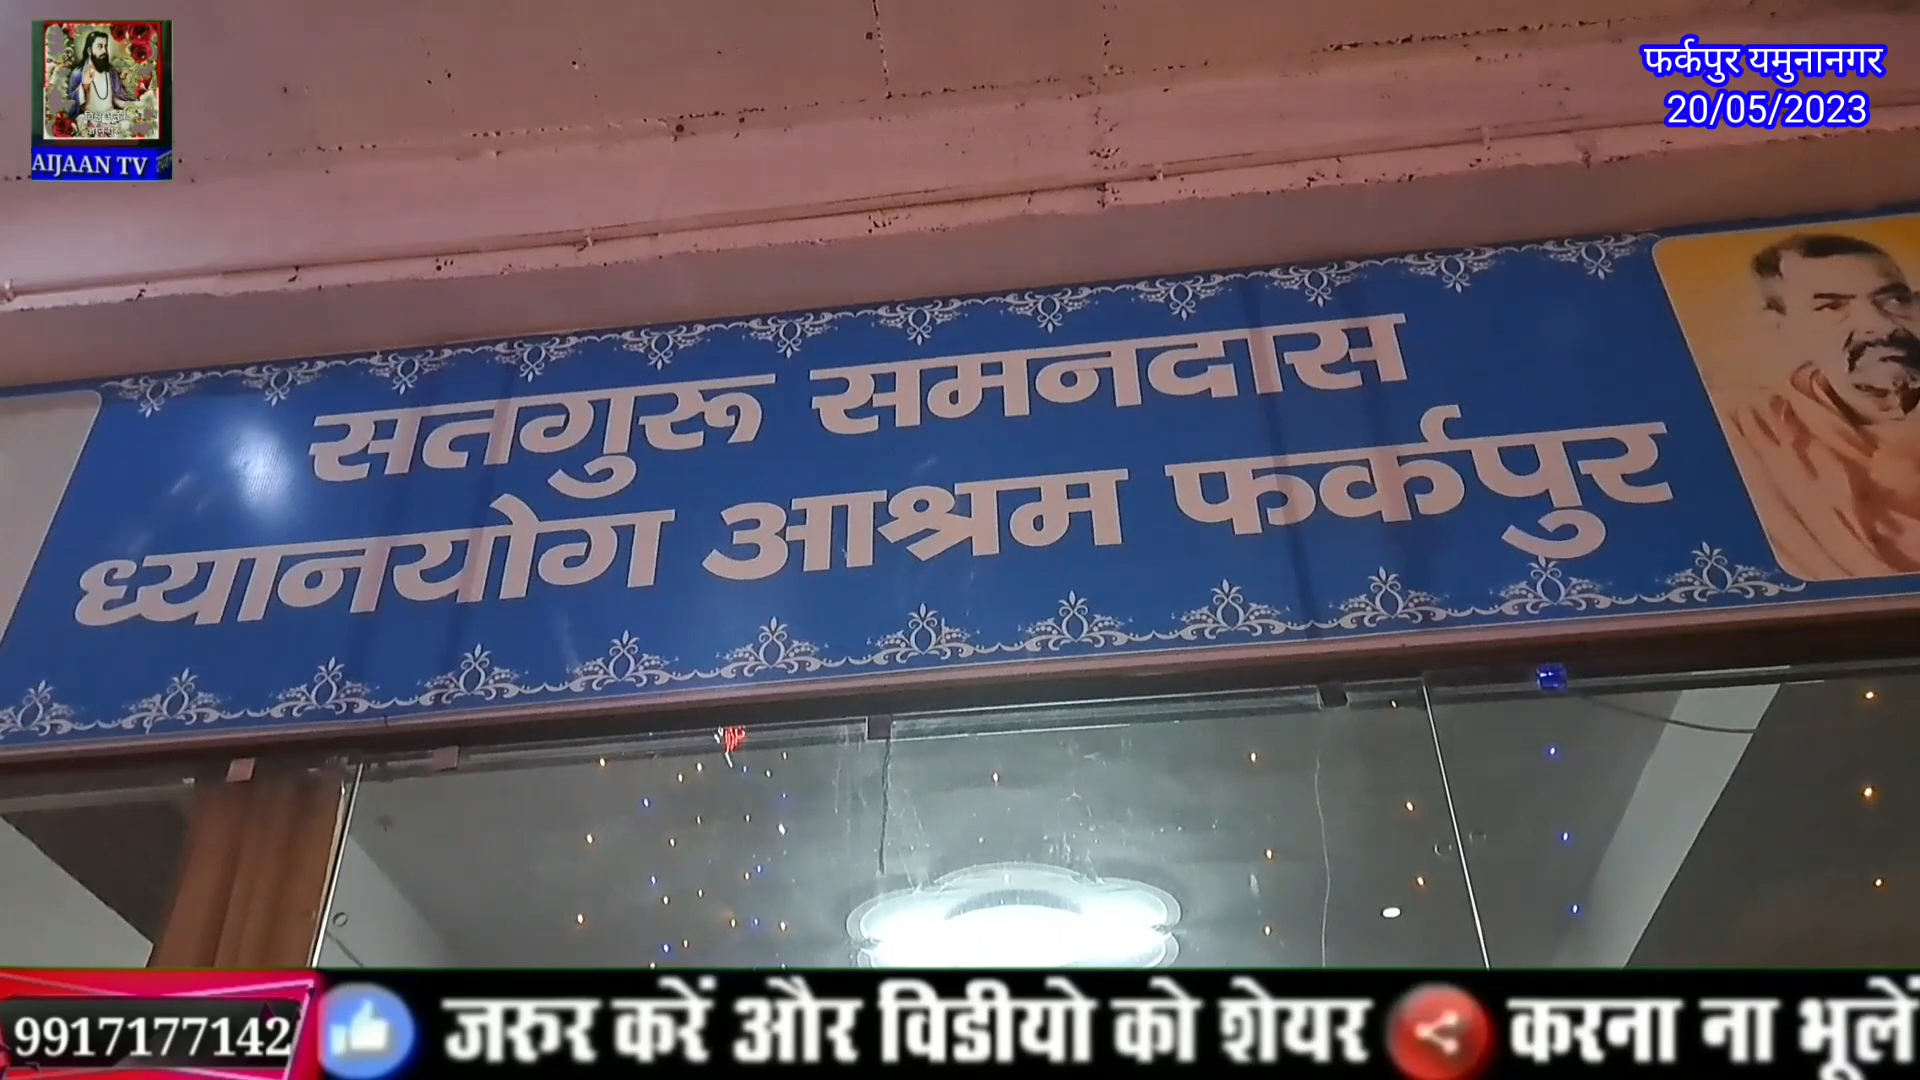 AIJAAN TV
फर्कपुर यमुनानगर
20/05/2023
सतगुरू समनदास
ध्यानयोग आश्रम फर्कपुर
9917177142
जरुर करें और विडीयो को शेयर करना ना भूलें